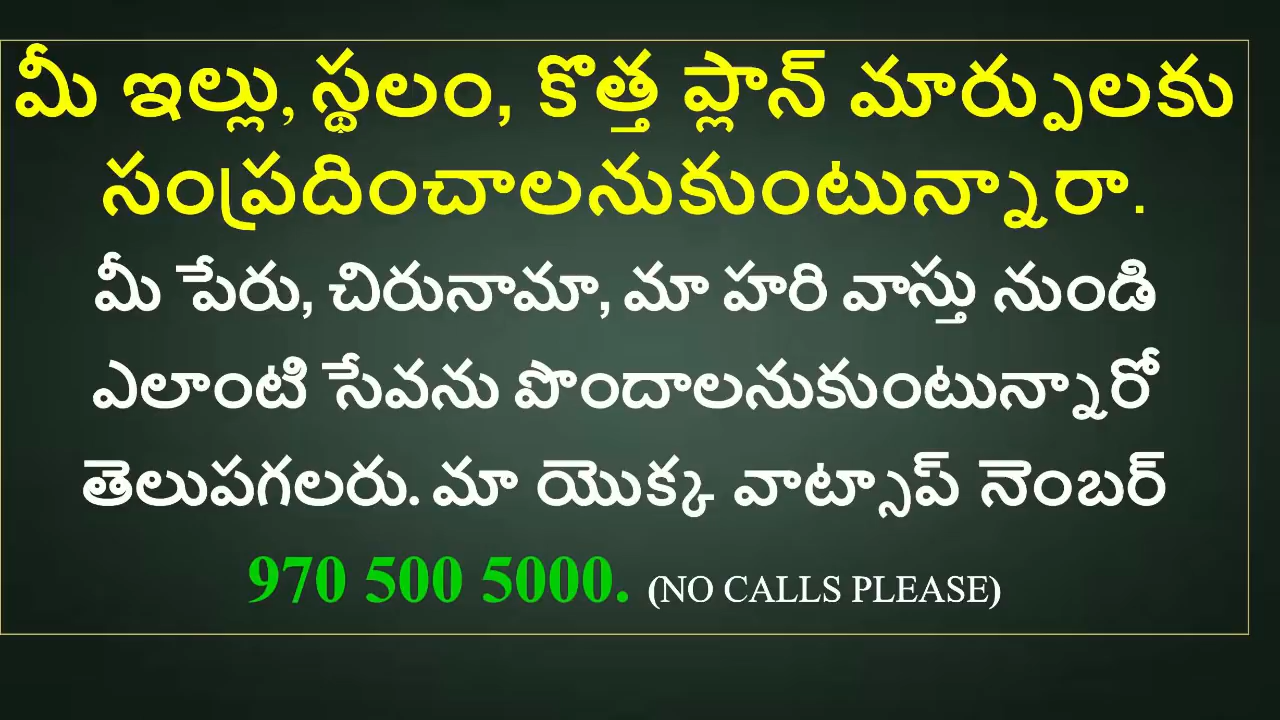 మీ ఇల్లు, స్థలం, కొత్త ప్లాన్ మార్పులకు
సంప్రదించాలనుకుంటున్నారా.
మీ పేరు, చిరునామా, మా హరి వాస్తు నుండి
ఎలాంటి సేవను పొందాలనుకుంటున్నారో
తెలుపగలరు. మా యొక్క వాట్సాప్ నెంబర్
970 500 5000. (NO CALLS PLEASE)